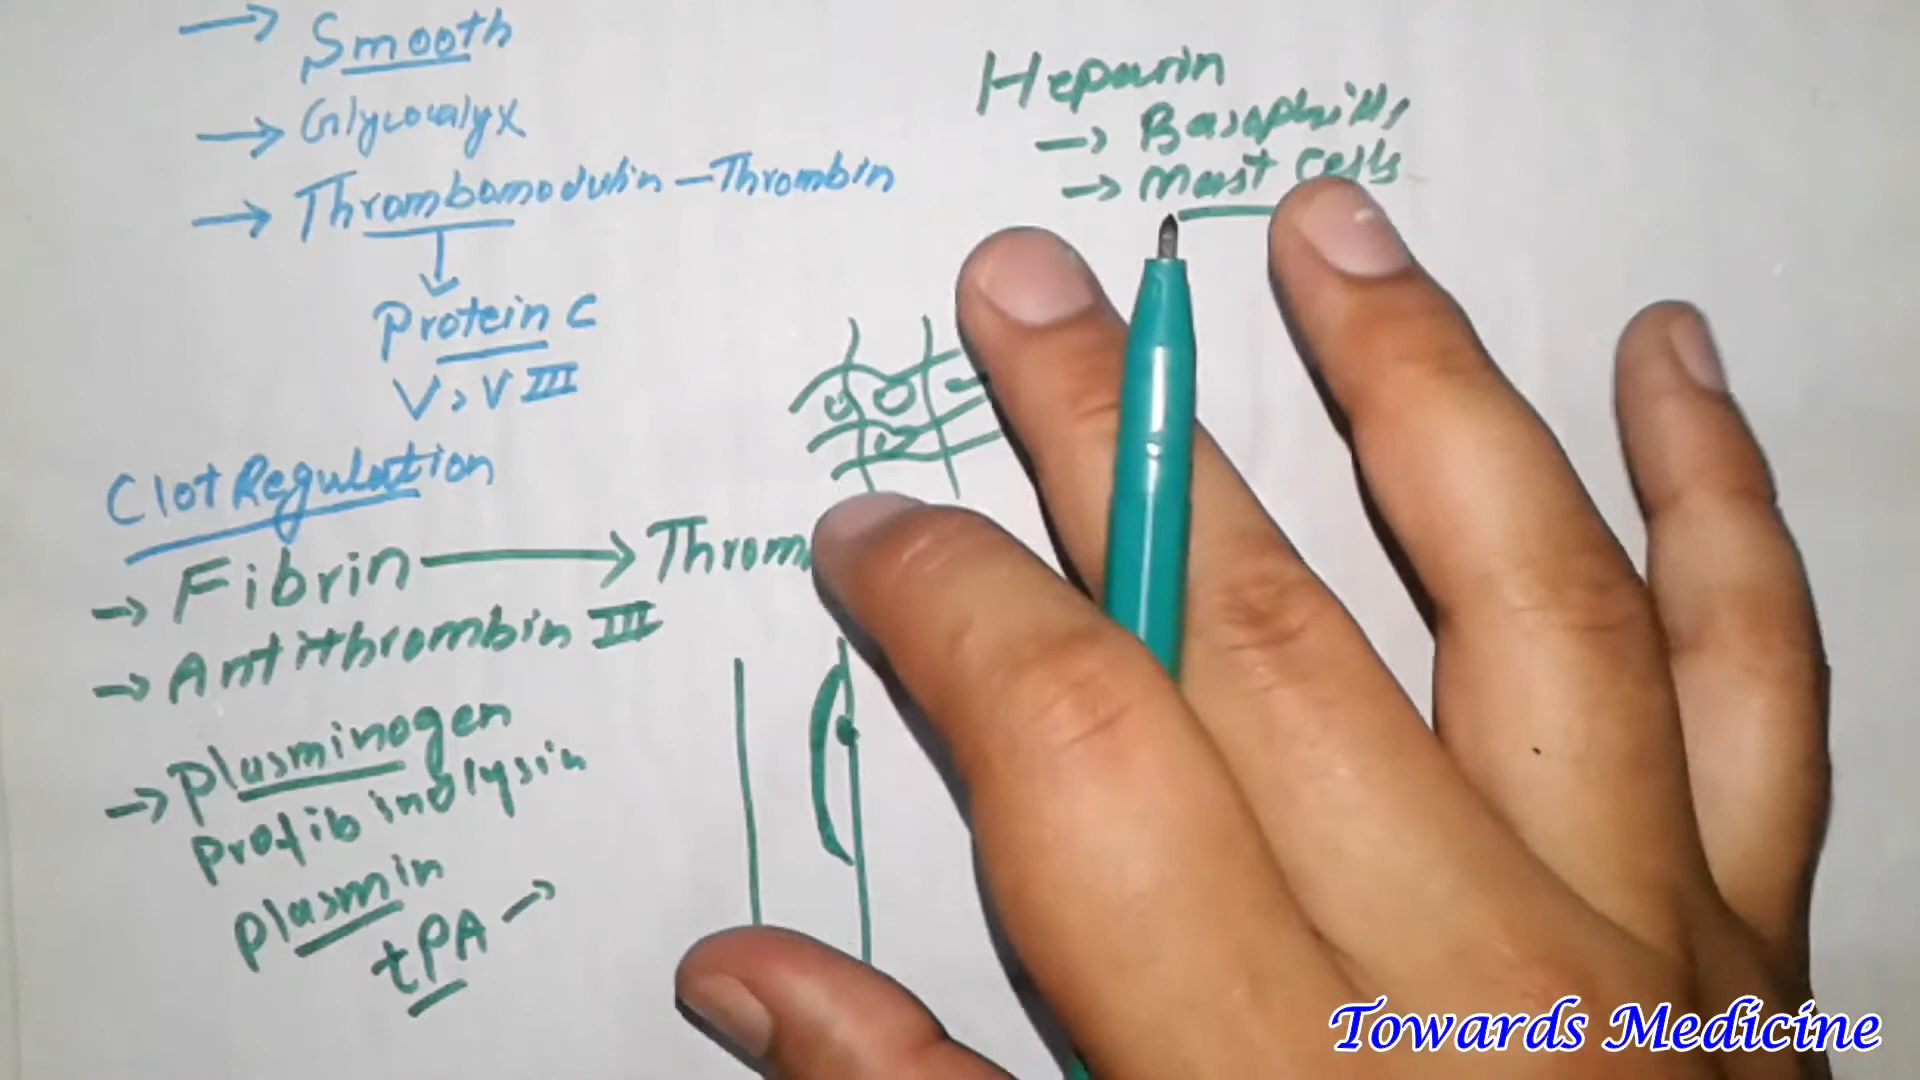 → Smooth
→ Glycocalyx
→ Thrombomodulin – Thrombin
Protein C
V, VIII
Clot Regulation
→ Fibrin → Throm
→ Antithrombin III
→ Plasminogen
Profibinolysin
Plasmin
tPA →
Heparin
→ Basophills
→ Mast Cells
Towards Medicine